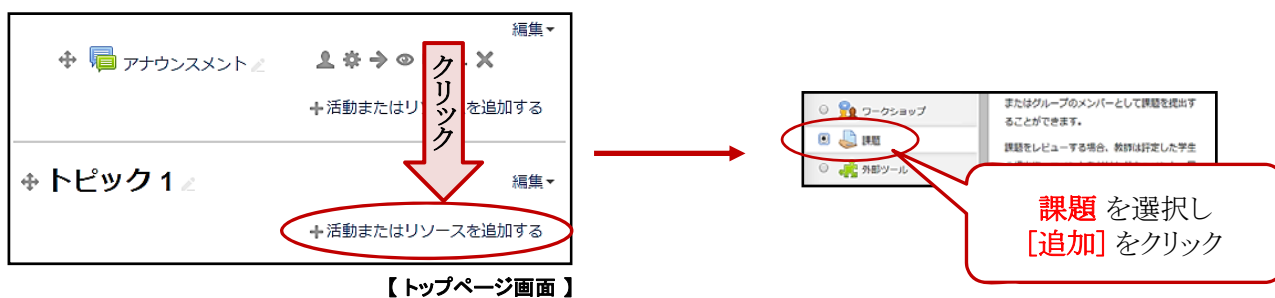 編集
アナウンスメント
クリック
+活動またはリ
を追加する
トピック 1
編集
+活動またはリソースを追加する
【 トップページ画面 】
ワークショップ
課題
外部ツール
またはグループのメンバーとして課題を提出す
ることができます。
課題をレビューする場合、教師は評定した学生
課題 を選択し
[追加] をクリック